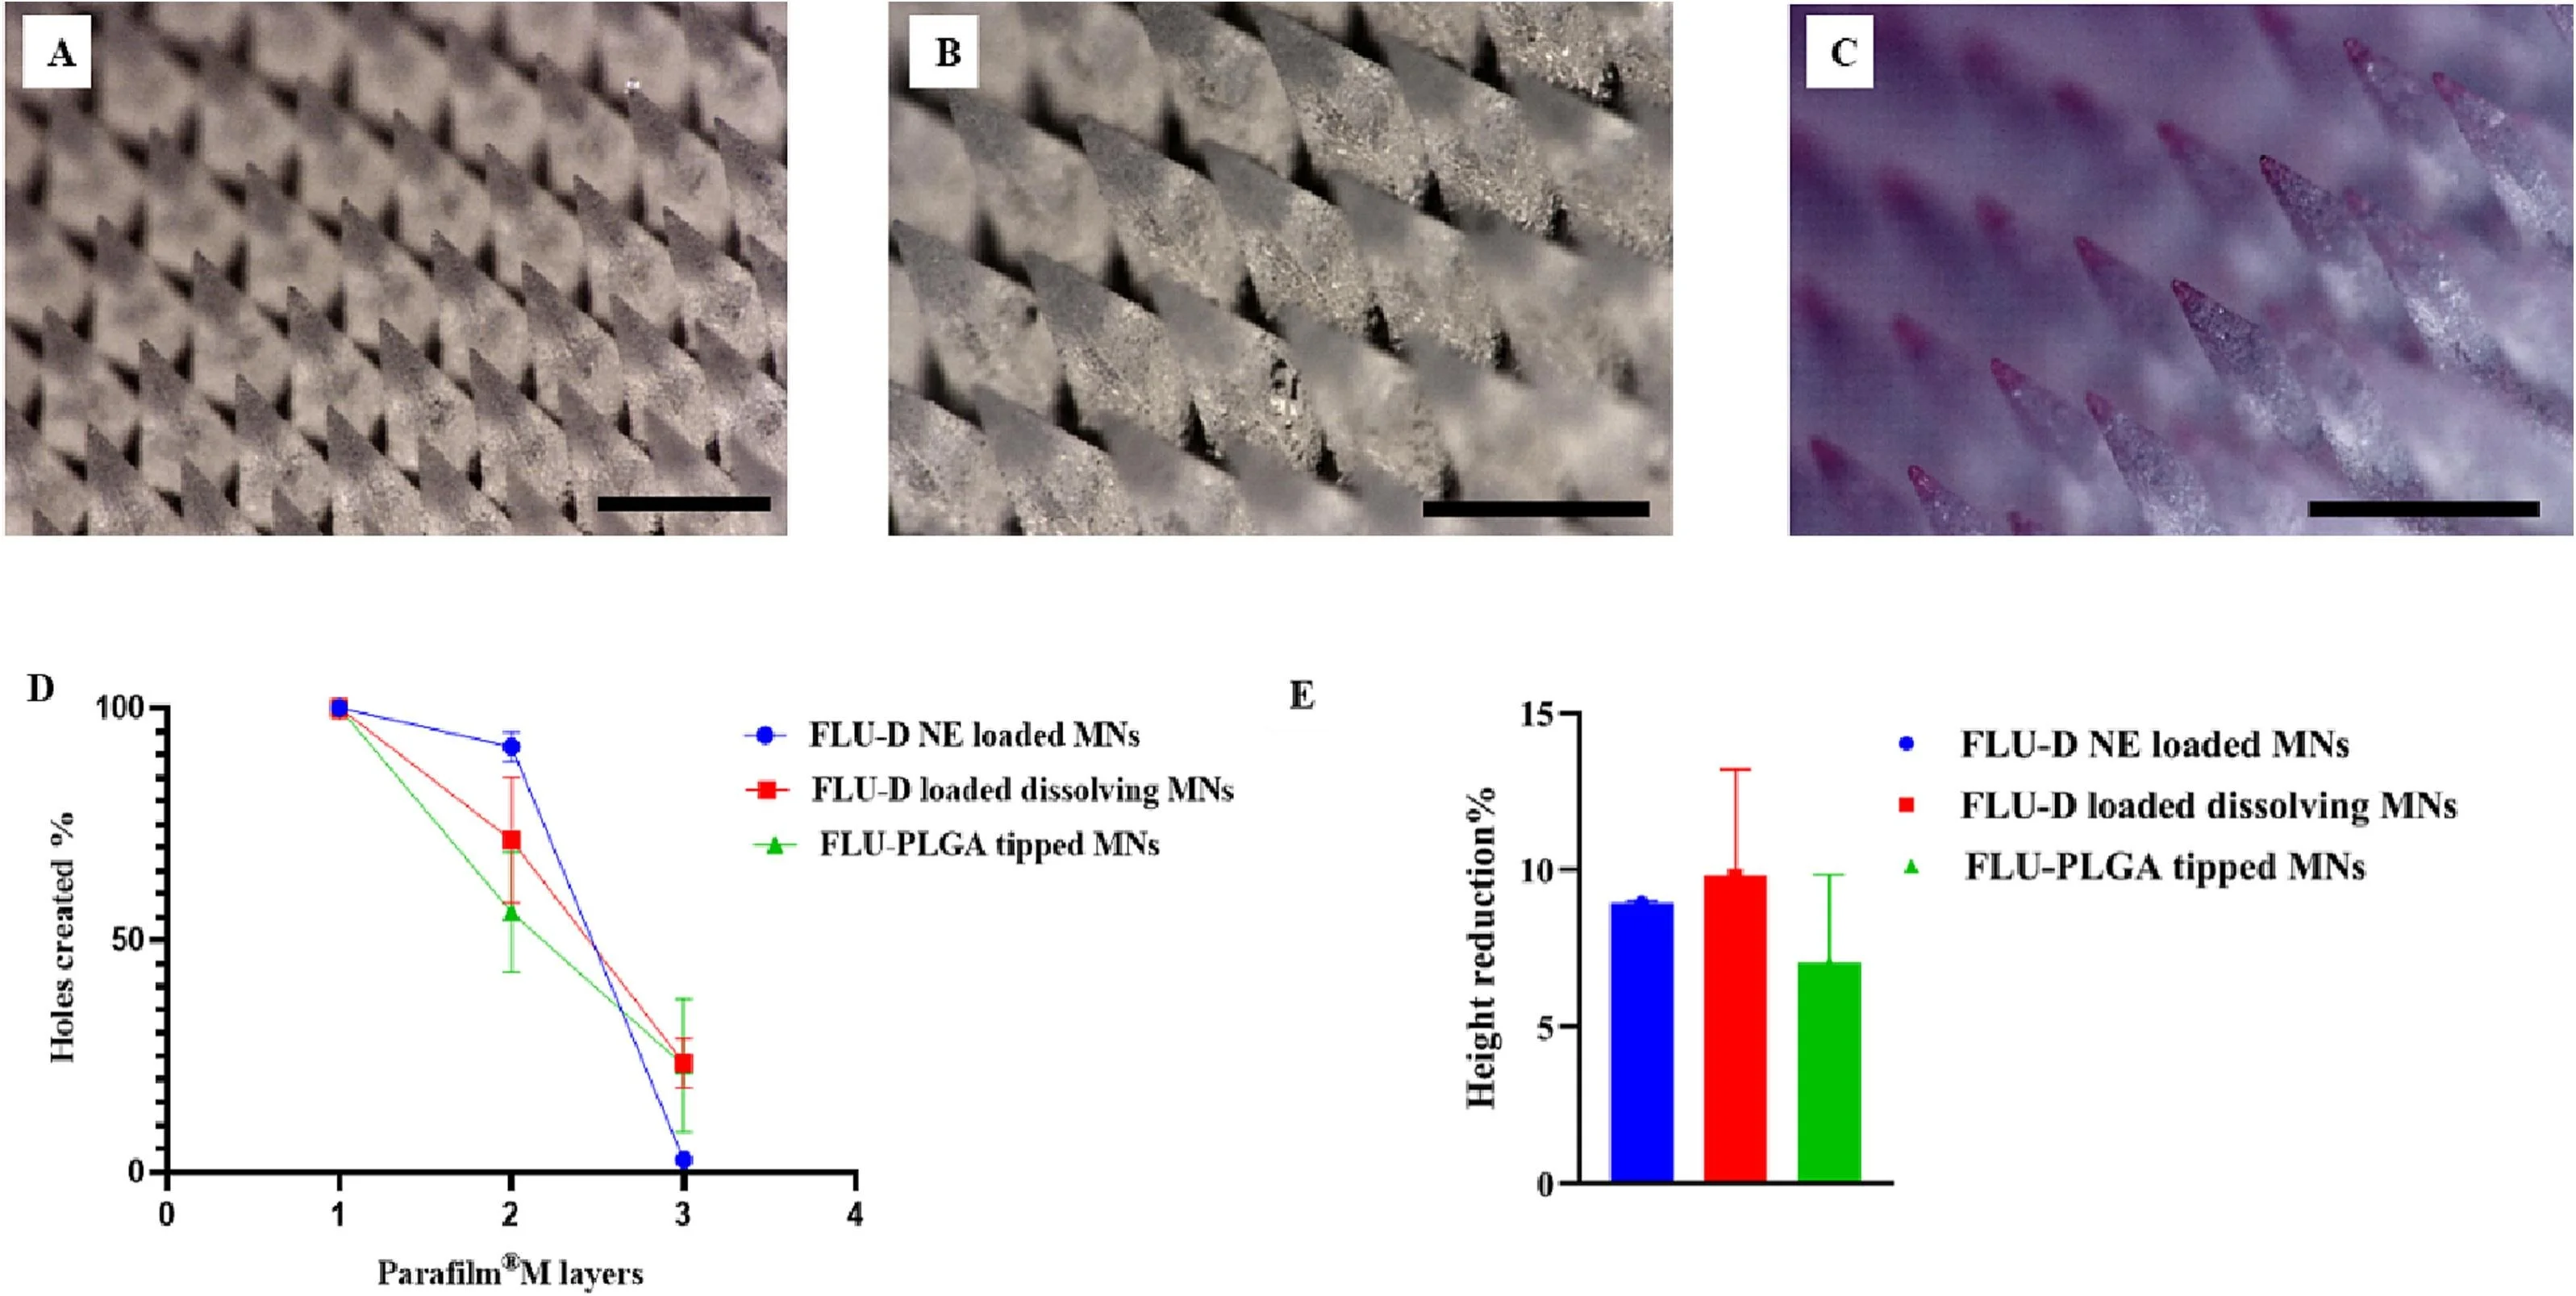 A
B
C
D
100
50
0
0
1
2
3
4
Holes created %
Parafilm®M layers
FLU-D NE loaded MNs
FLU-D loaded dissolving MNs
FLU-PLGA tipped MNs
E
15
10
5
0
Height reduction%
FLU-D NE loaded MNs
FLU-D loaded dissolving MNs
FLU-PLGA tipped MNs